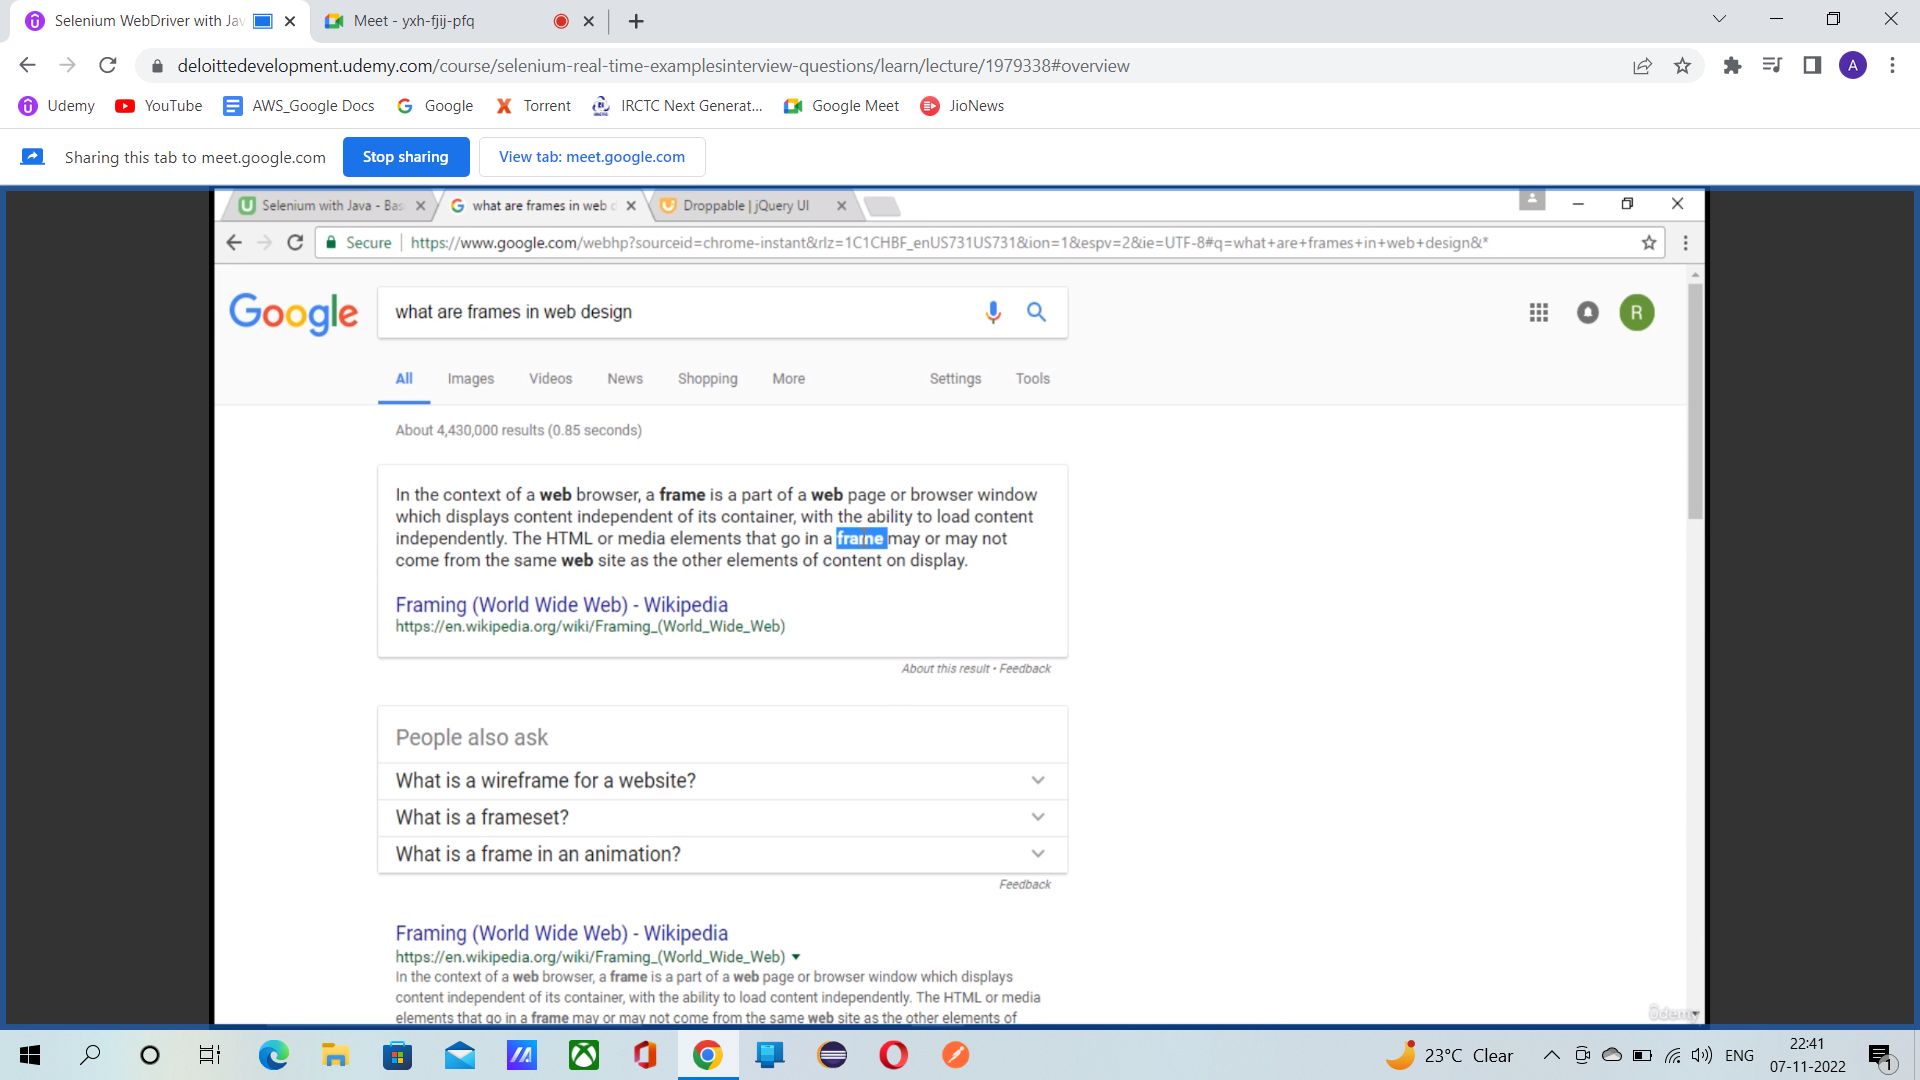 Selenium WebDriver with Jav
Meet - yxh-fjij-pfq
deloittedevelopment.udemy.com/course/selenium-real-time-examplesinterview-questions/learn/lecture/1979338#overview
A
Udemy YouTube AWS_Google Docs Google Torrent IRCTC Next Generat... Google Meet JioNews
Sharing this tab to meet.google.com Stop sharing View tab: meet.google.com
Selenium with Java - Bas what are frames in web d Droppable | jQuery UI
Secure https://www.google.com/webhp?sourceid=chrome-instant&rlz=1C1CHBF_enUS731US731&ion=1&espv=2&ie=UTF-8#q=what+are+frames+in+web+design&*
Google what are frames in web design R
All Images Videos News Shopping More Settings Tools
About 4,430,000 results (0.85 seconds)
In the context of a web browser, a frame is a part of a web page or browser window
which displays content independent of its container, with the ability to load content
independently. The HTML or media elements that go in a frame may or may not
come from the same web site as the other elements of content on display.
Framing (World Wide Web) - Wikipedia
https://en.wikipedia.org/wiki/Framing_(World_Wide_Web)
About this result • Feedback
People also ask
What is a wireframe for a website?
What is a frameset?
What is a frame in an animation?
Feedback
Framing (World Wide Web) - Wikipedia
https://en.wikipedia.org/wiki/Framing_(World_Wide_Web)
In the context of a web browser, a frame is a part of a web page or browser window which displays
content independent of its container, with the ability to load content independently. The HTML or media
elements that go in a frame may or may not come from the same web site as the other elements of
Udemy
23°C Clear ENG 22:41
07-11-2022 1